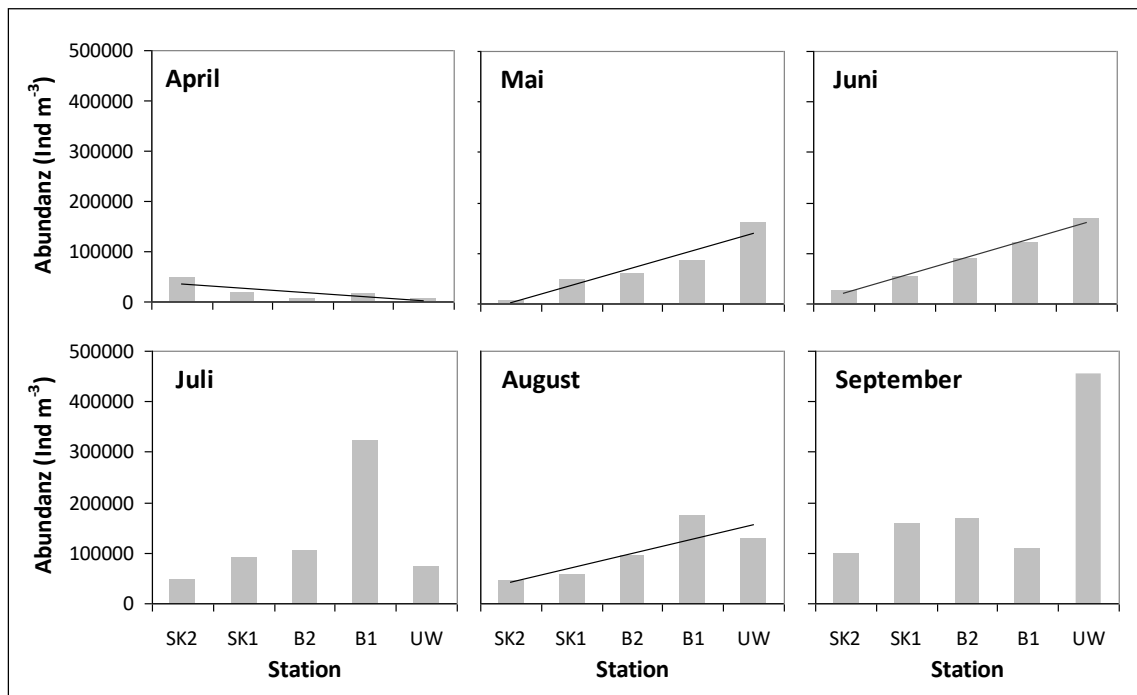 Abundanz (Ind m⁻³)
500000
400000
300000
200000
100000
0
April
Mai
Juni
Abundanz (Ind m⁻³)
500000
400000
300000
200000
100000
0
Juli
August
September
SK2 SK1 B2 B1 UW
SK2 SK1 B2 B1 UW
SK2 SK1 B2 B1 UW
Station
Station
Station